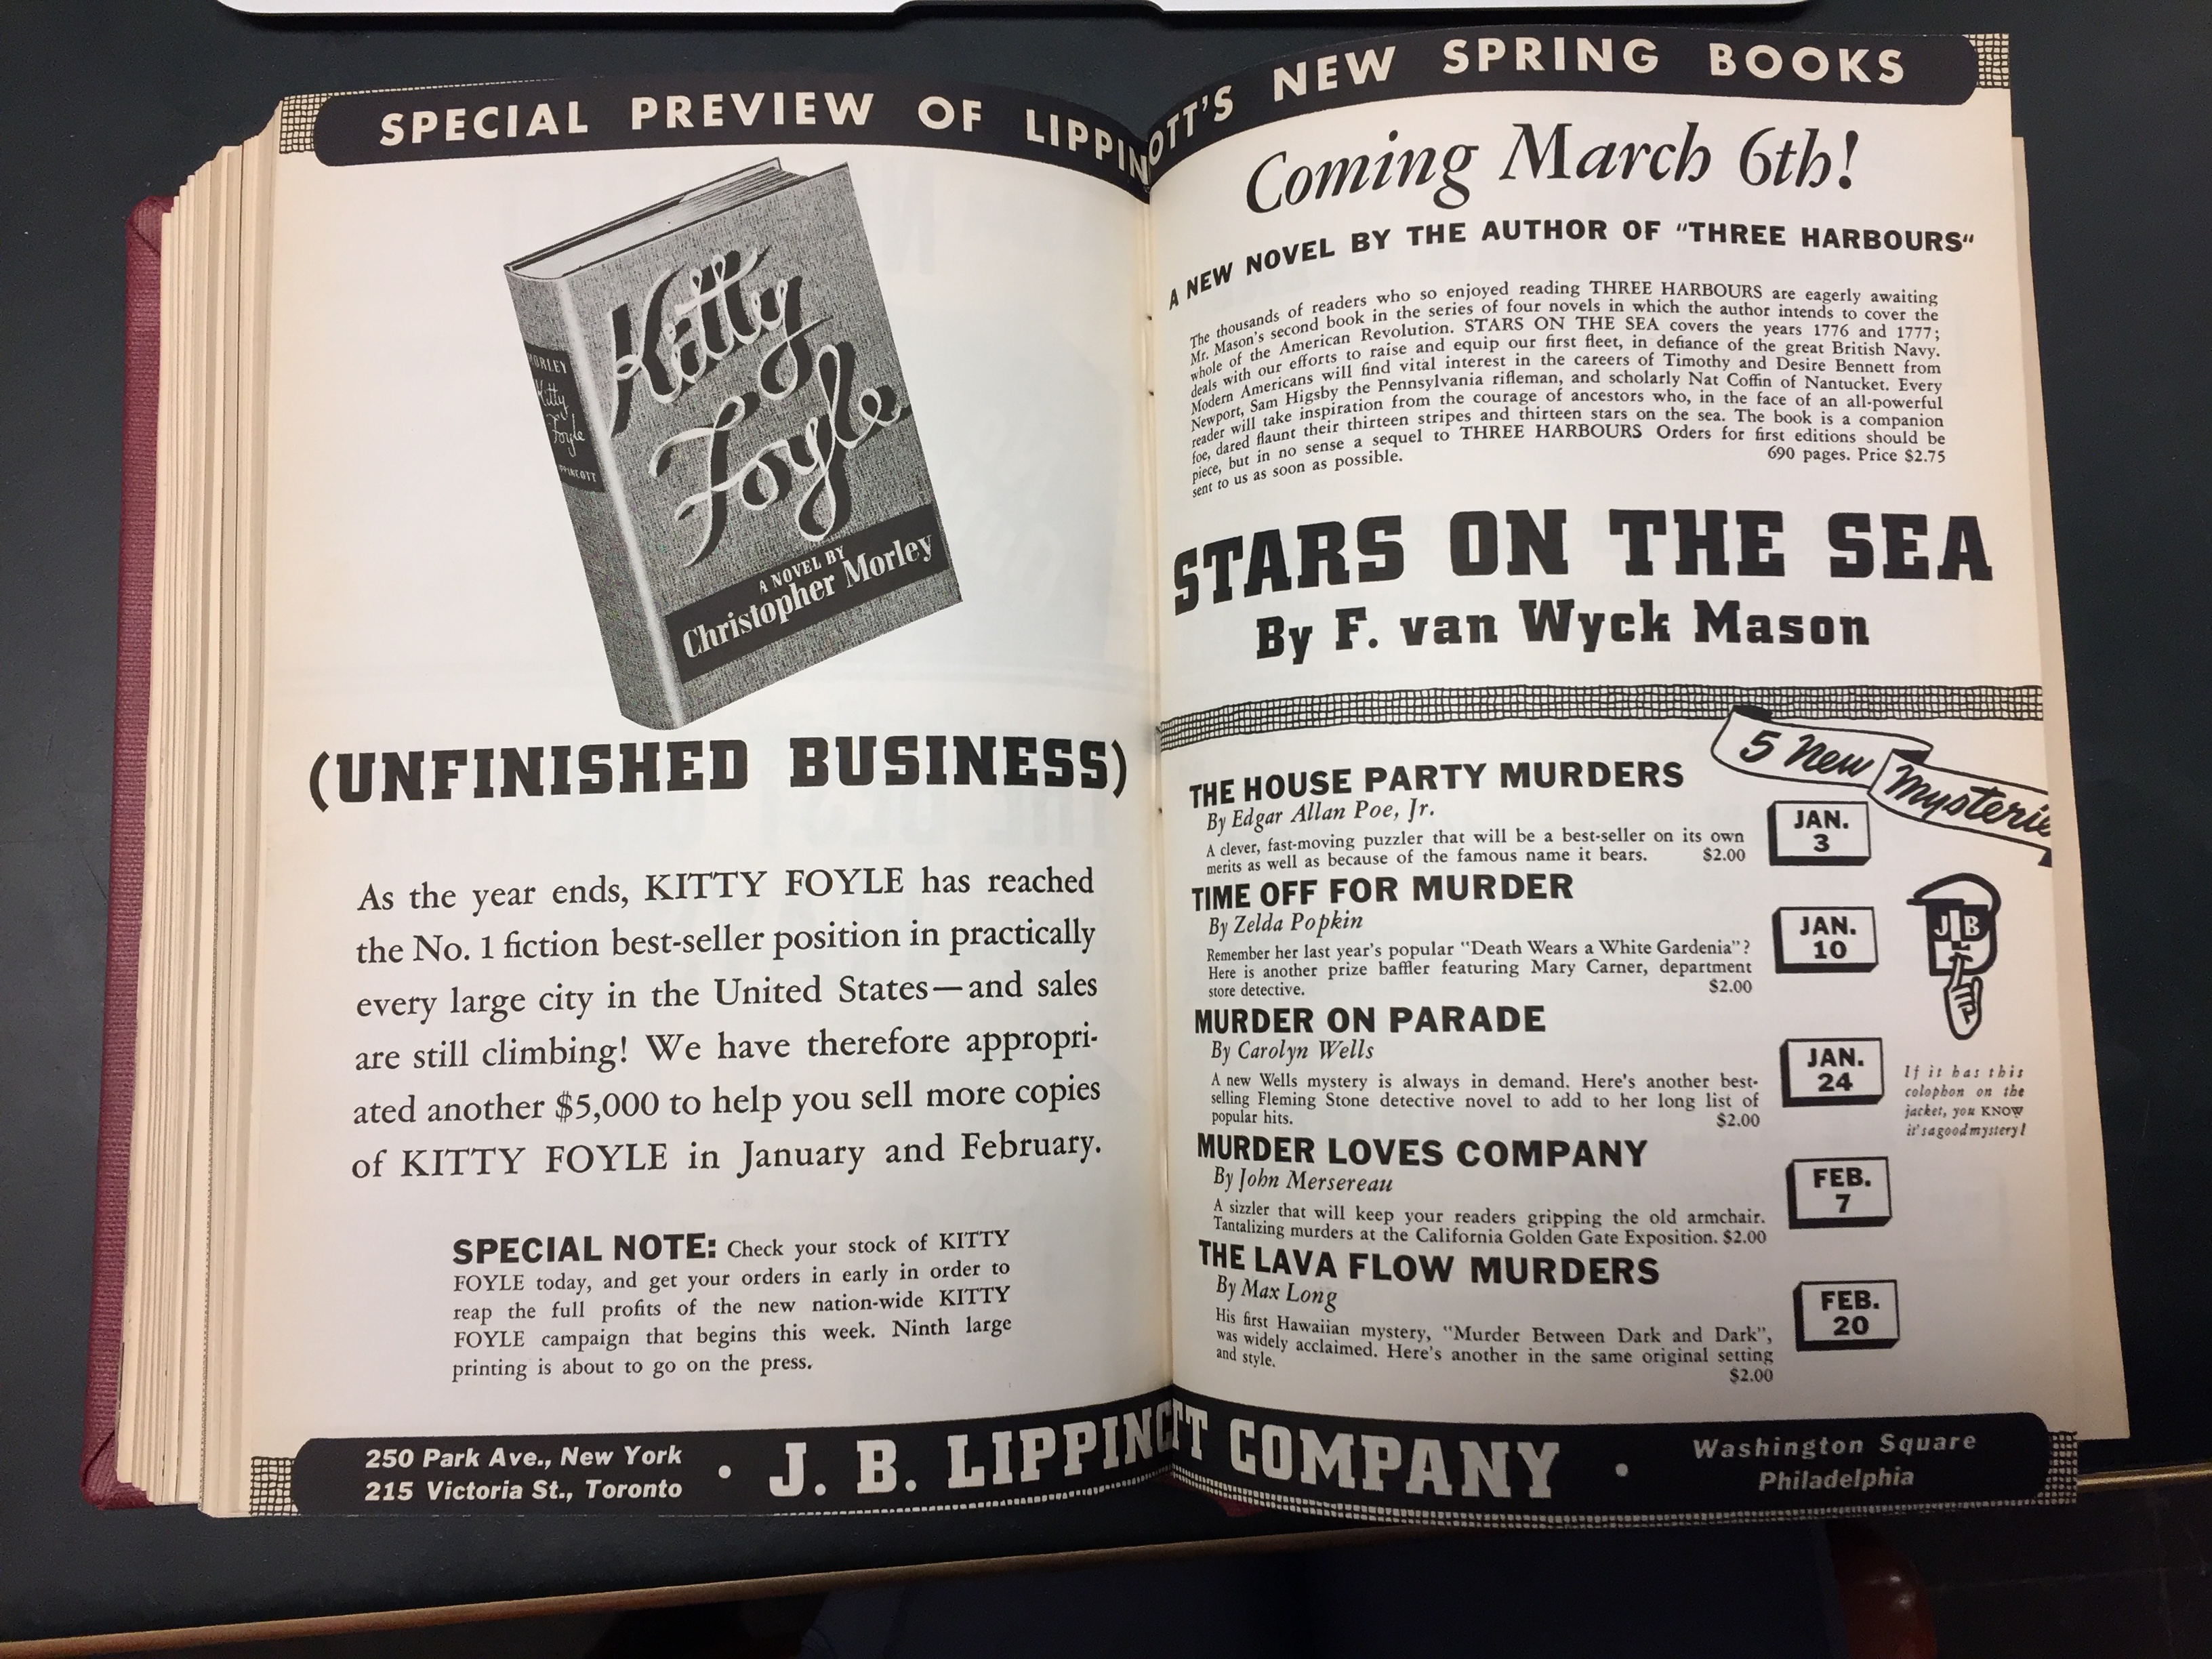 SPECIAL PREVIEW OF LIPPINCOTT'S NEW SPRING BOOKS
Kitty
Foyle
A NOVEL BY
Christopher Morley
Kitty
Foyle
(UNFINISHED BUSINESS)
As the year ends, KITTY FOYLE has reached
the No. 1 fiction best-seller position in practically
every large city in the United States—and sales
are still climbing! We have therefore appropri-
ated another $5,000 to help you sell more copies
of KITTY FOYLE in January and February.
SPECIAL NOTE: Check your stock of KITTY
FOYLE today, and get your orders in early in order to
reap the full profits of the new nation-wide KITTY
FOYLE campaign that begins this week. Ninth large
printing is about to go on the press.
Coming March 6th!
A NEW NOVEL BY THE AUTHOR OF "THREE HARBOURS"
The thousands of readers who so enjoyed reading THREE HARBOURS are eagerly awaiting
Mr. Mason's second book in the series of four novels in which the author intends to cover the
whole of the American Revolution. STARS ON THE SEA covers the years 1776 and 1777;
deals with our efforts to raise and equip our first fleet, in defiance of the great British Navy.
Modern Americans will find vital interest in the careers of Timothy and Desire Bennett from
Newport, Sam Higsby the Pennsylvania rifleman, and scholarly Nat Coffin of Nantucket. Every
reader will take inspiration from the courage of ancestors who, in the face of an all-powerful
foe, dared flaunt their thirteen stripes and thirteen stars on the sea. The book is a companion
piece, but in no sense a sequel to THREE HARBOURS Orders for first editions should be
sent to us as soon as possible. 690 pages. Price $2.75
STARS ON THE SEA
By F. van Wyck Mason
5 New Mysteri
THE HOUSE PARTY MURDERS
By Edgar Allan Poe, Jr.
A clever, fast-moving puzzler that will be a best-seller on its own
merits as well as because of the famous name it bears. $2.00
JAN.
3
TIME OFF FOR MURDER
By Zelda Popkin
Remember her last year's popular "Death Wears a White Gardenia"?
Here is another prize baffler featuring Mary Carner, department
store detective. $2.00
JAN.
10
MURDER ON PARADE
By Carolyn Wells
A new Wells mystery is always in demand. Here's another best-
selling Fleming Stone detective novel to add to her long list of
popular hits. $2.00
JAN.
24
MURDER LOVES COMPANY
By John Mersereau
A sizzler that will keep your readers gripping the old armchair.
Tantalizing murders at the California Golden Gate Exposition. $2.00
FEB.
7
THE LAVA FLOW MURDERS
By Max Long
His first Hawaiian mystery, "Murder Between Dark and Dark",
was widely acclaimed. Here's another in the same original setting
and style. $2.00
FEB.
20
JB
If it has this
colophon on the
jacket, you KNOW
it's a good mystery!
250 Park Ave., New York
215 Victoria St., Toronto
• J. B. LIPPINCOTT COMPANY •
Washington Square
Philadelphia